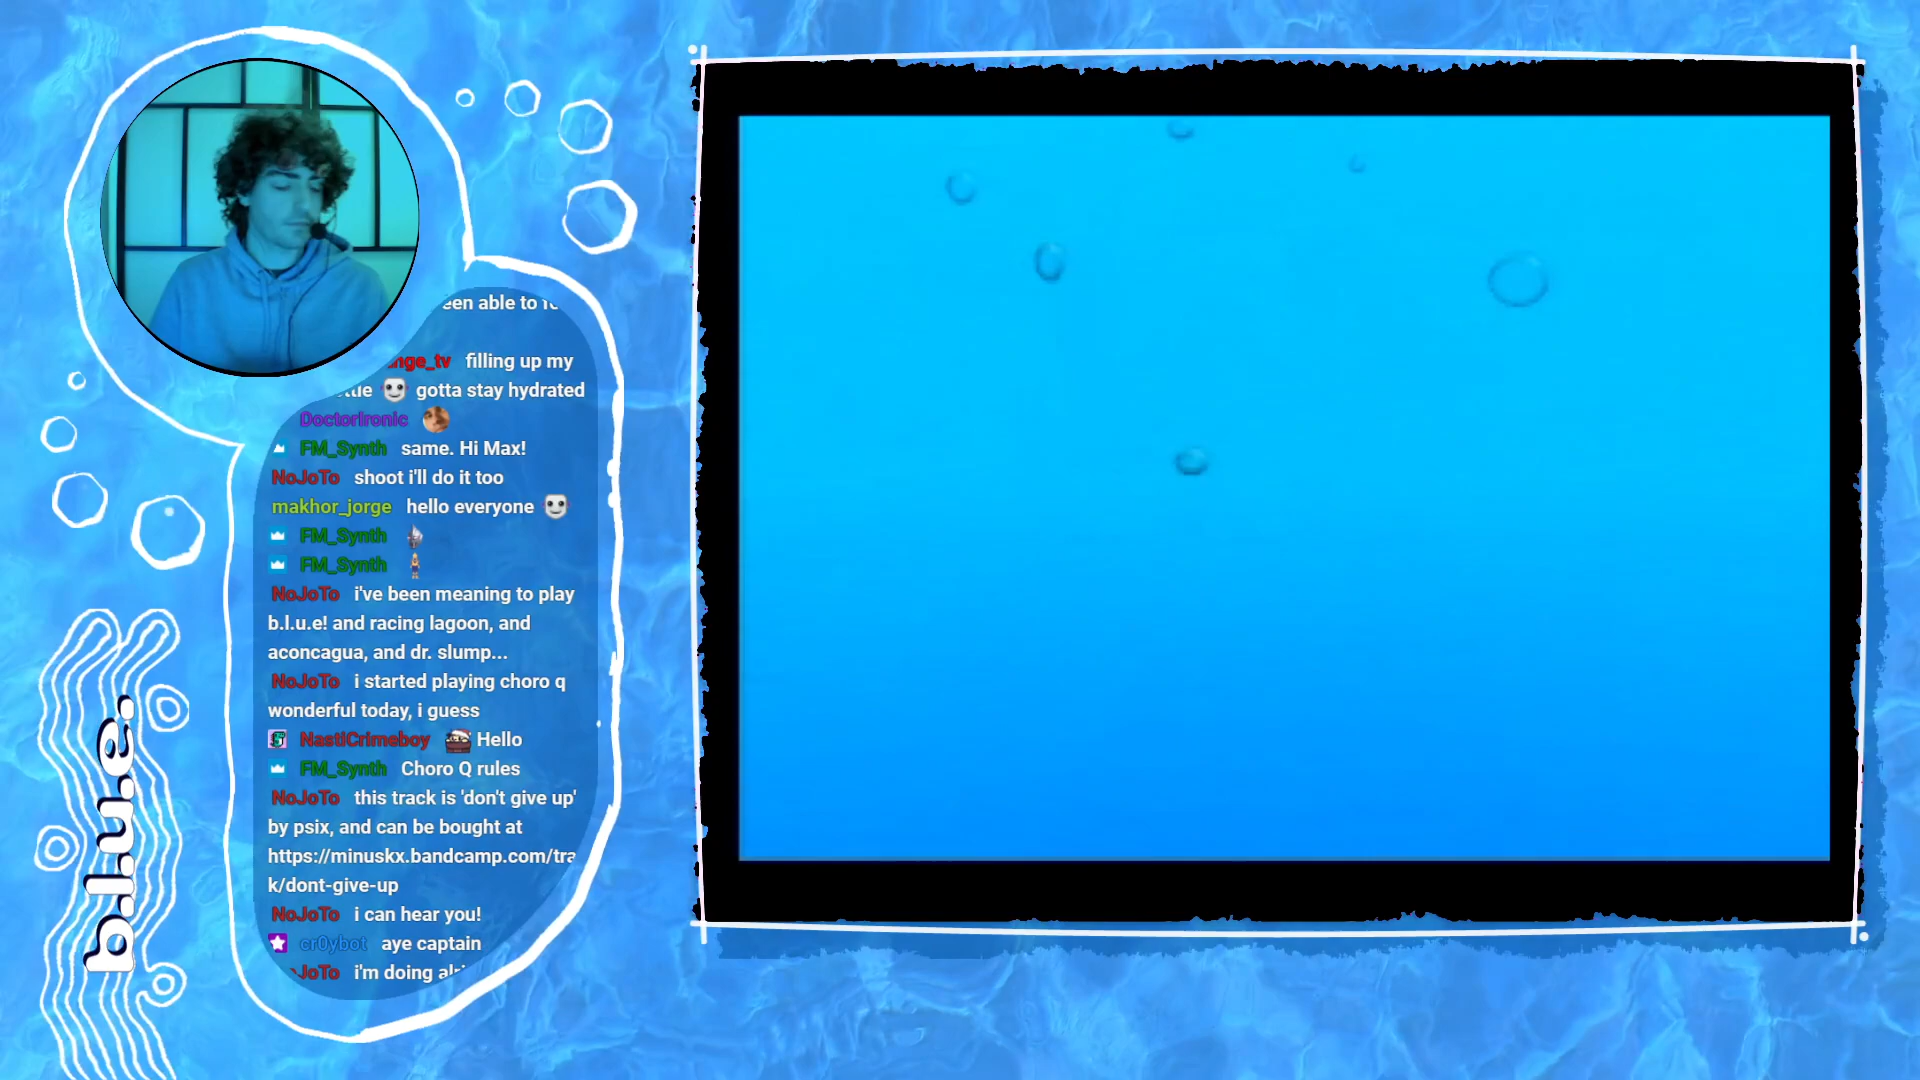 een able to
nge_tv filling up my
gotta stay hydrated
DoctorIronic
FM_Synth same. Hi Max!
NoJoTo shoot i'll do it too
makhor_jorge hello everyone
FM_Synth
FM_Synth
NoJoTo i've been meaning to play
b.l.u.e! and racing lagoon, and
aconcagua, and dr. slump...
NoJoTo i started playing choro q
wonderful today, i guess
NastiCrimeboy Hello
FM_Synth Choro Q rules
NoJoTo this track is 'don't give up'
by psix, and can be bought at
https://minuskx.bandcamp.com/tra
k/dont-give-up
NoJoTo i can hear you!
cr0ybot aye captain
oJoTo i'm doing alri
b.l.u.e.